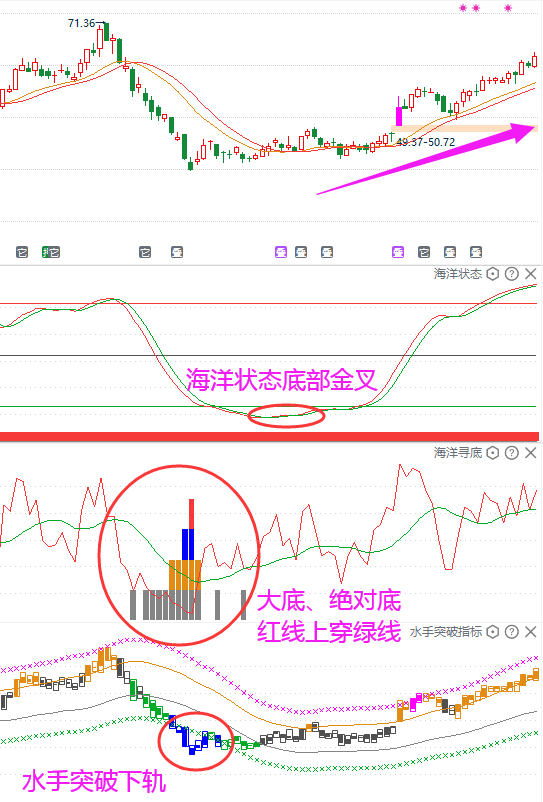 71.36
49.37-50.72
海洋状态
海洋状态底部金叉
海洋寻底
大底、绝对底
红线上穿绿线
水手突破指标
水手突破下轨